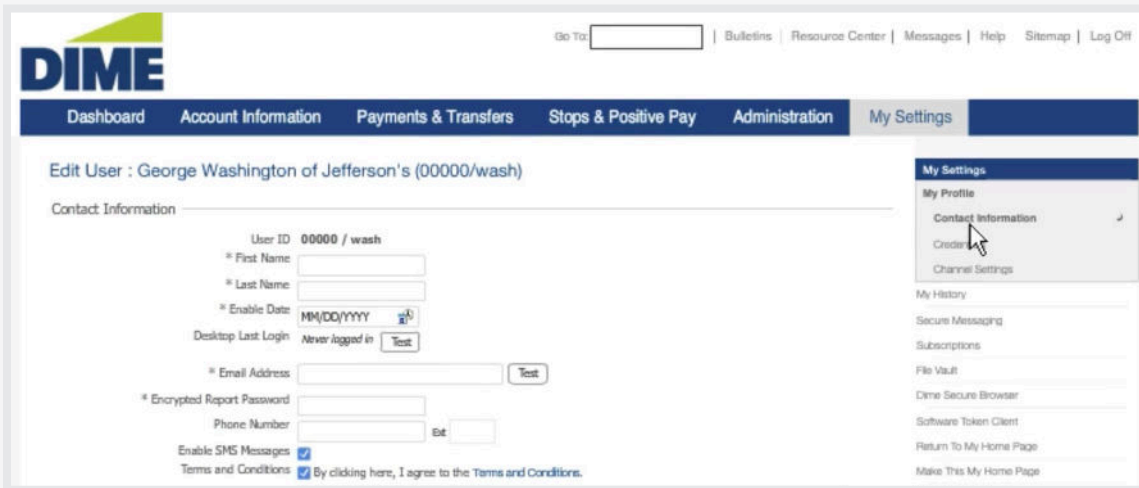 DIME
Go To: | Bulletins | Resource Center | Messages | Help Sitemap | Log Off
Dashboard Account Information Payments & Transfers Stops & Positive Pay Administration My Settings
Edit User : George Washington of Jefferson's (00000/wash)
Contact Information
User ID 00000 / wash
* First Name
* Last Name
* Enable Date MM/DD/YYYY
Desktop Last Login Never logged in Test
* Email Address Test
* Encrypted Report Password
Phone Number Ext
Enable SMS Messages
Terms and Conditions By clicking here, I agree to the Terms and Conditions.
My Settings
My Profile
Contact Information
Channel Settings
My History
Secure Messaging
Subscriptions
File Vault
Dime Secure Browser
Software Token Client
Return To My Home Page
Make This My Home Page